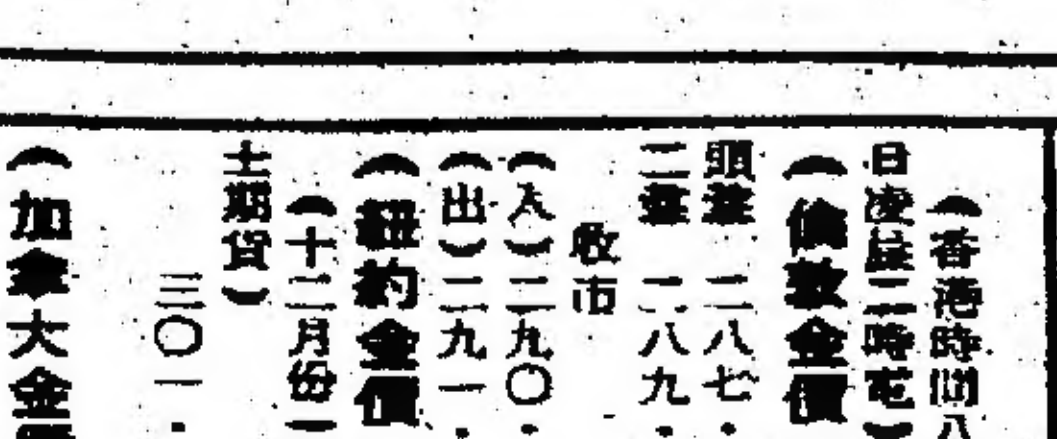 （香港時間八
日凌晨二時電）
（倫敦金價
頭盤　二八七．
二盤　二八九．
收市
（入）二九〇．
（出）二九一．
（紐約金價
（十二月份一
士期貨）
三〇一．
（加拿大金價